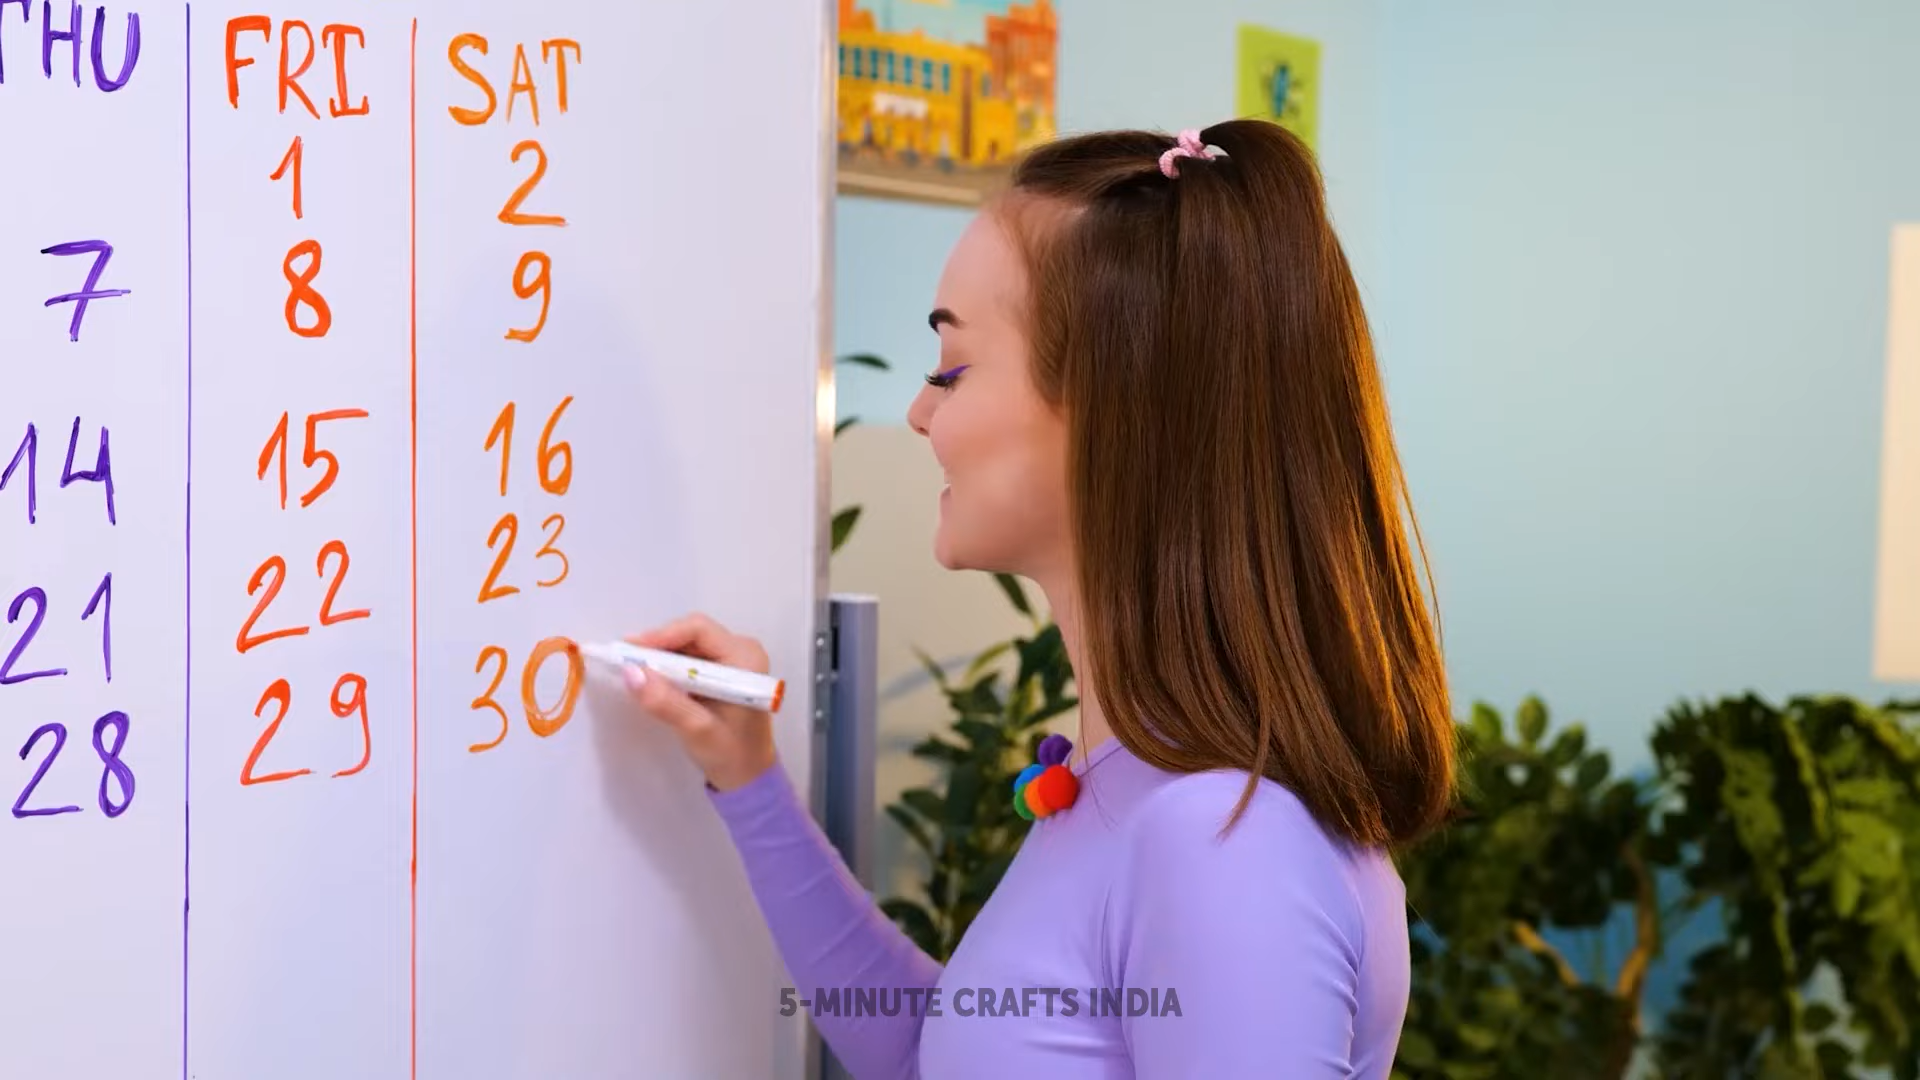 THU FRI SAT
1 2
7 8 9
14 15 16
21 22 23
28 29 30
5-MINUTE CRAFTS INDIA